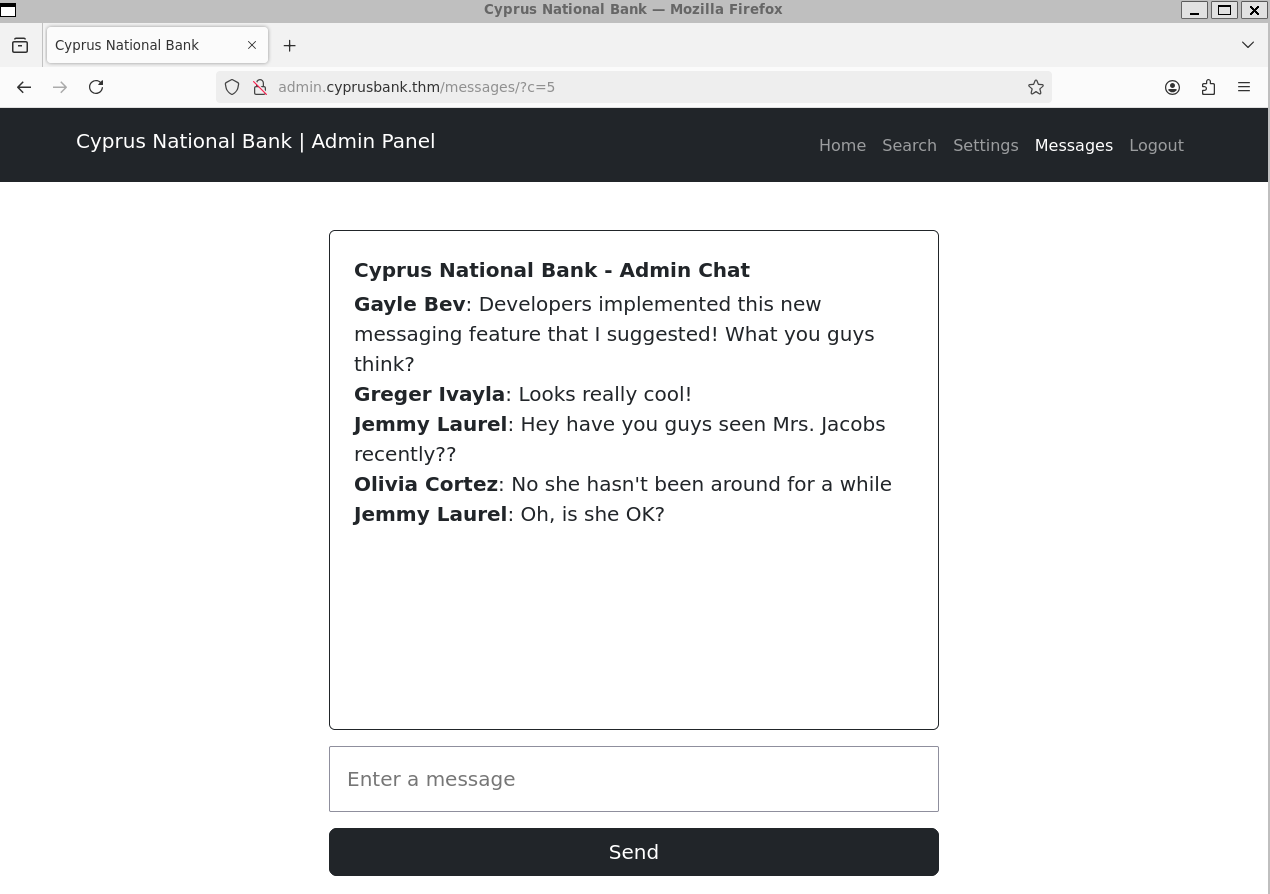 Cyprus National Bank — Mozilla Firefox
Cyprus National Bank
admin.cyprusbank.thm/messages/?c=5
Cyprus National Bank | Admin Panel
Home Search Settings Messages Logout
Cyprus National Bank - Admin Chat
Gayle Bev: Developers implemented this new
messaging feature that I suggested! What you guys
think?
Greger Ivayla: Looks really cool!
Jemmy Laurel: Hey have you guys seen Mrs. Jacobs
recently??
Olivia Cortez: No she hasn't been around for a while
Jemmy Laurel: Oh, is she OK?
Enter a message
Send